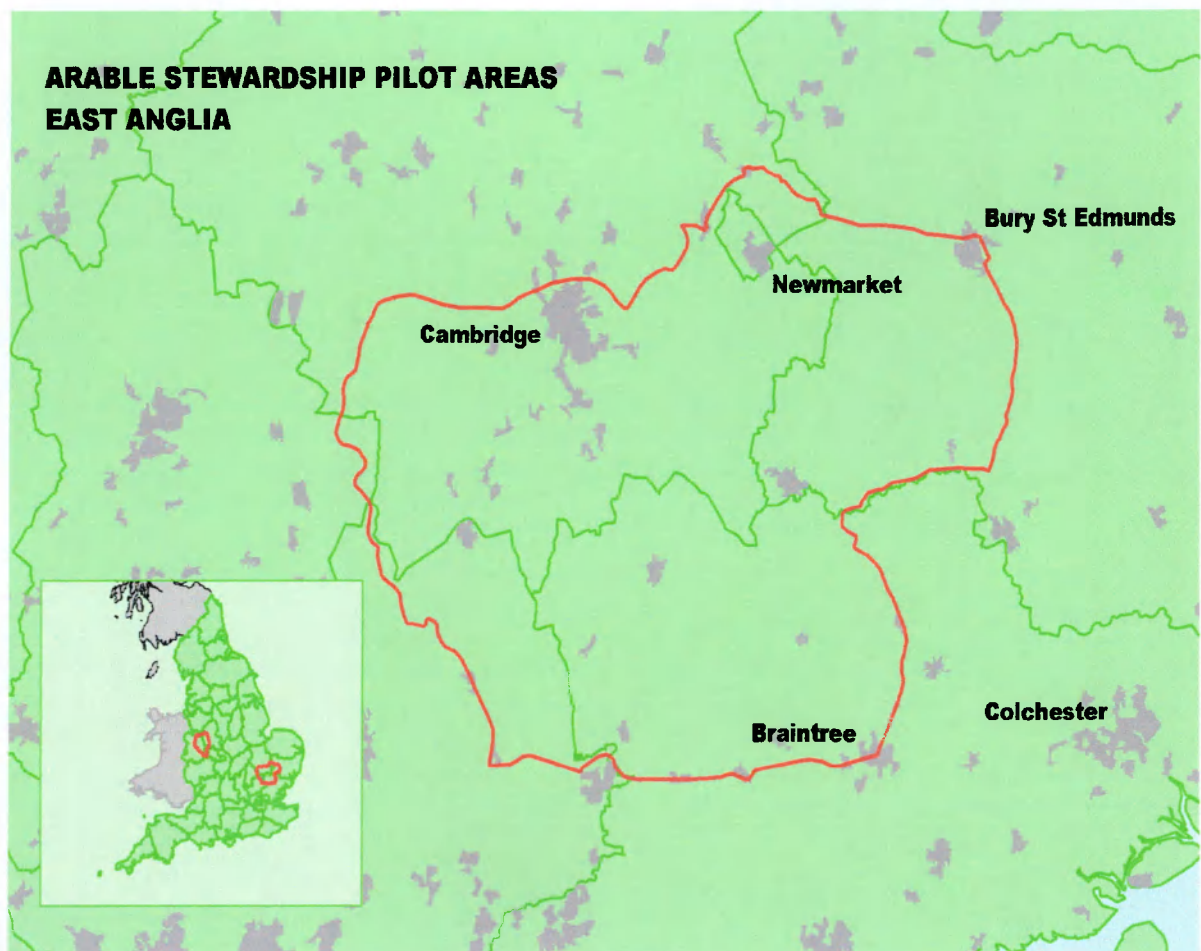 ARABLE STEWARDSHIP PILOT AREAS
EAST ANGLIA
Bury St Edmunds
Newmarket
Cambridge
Colchester
Braintree